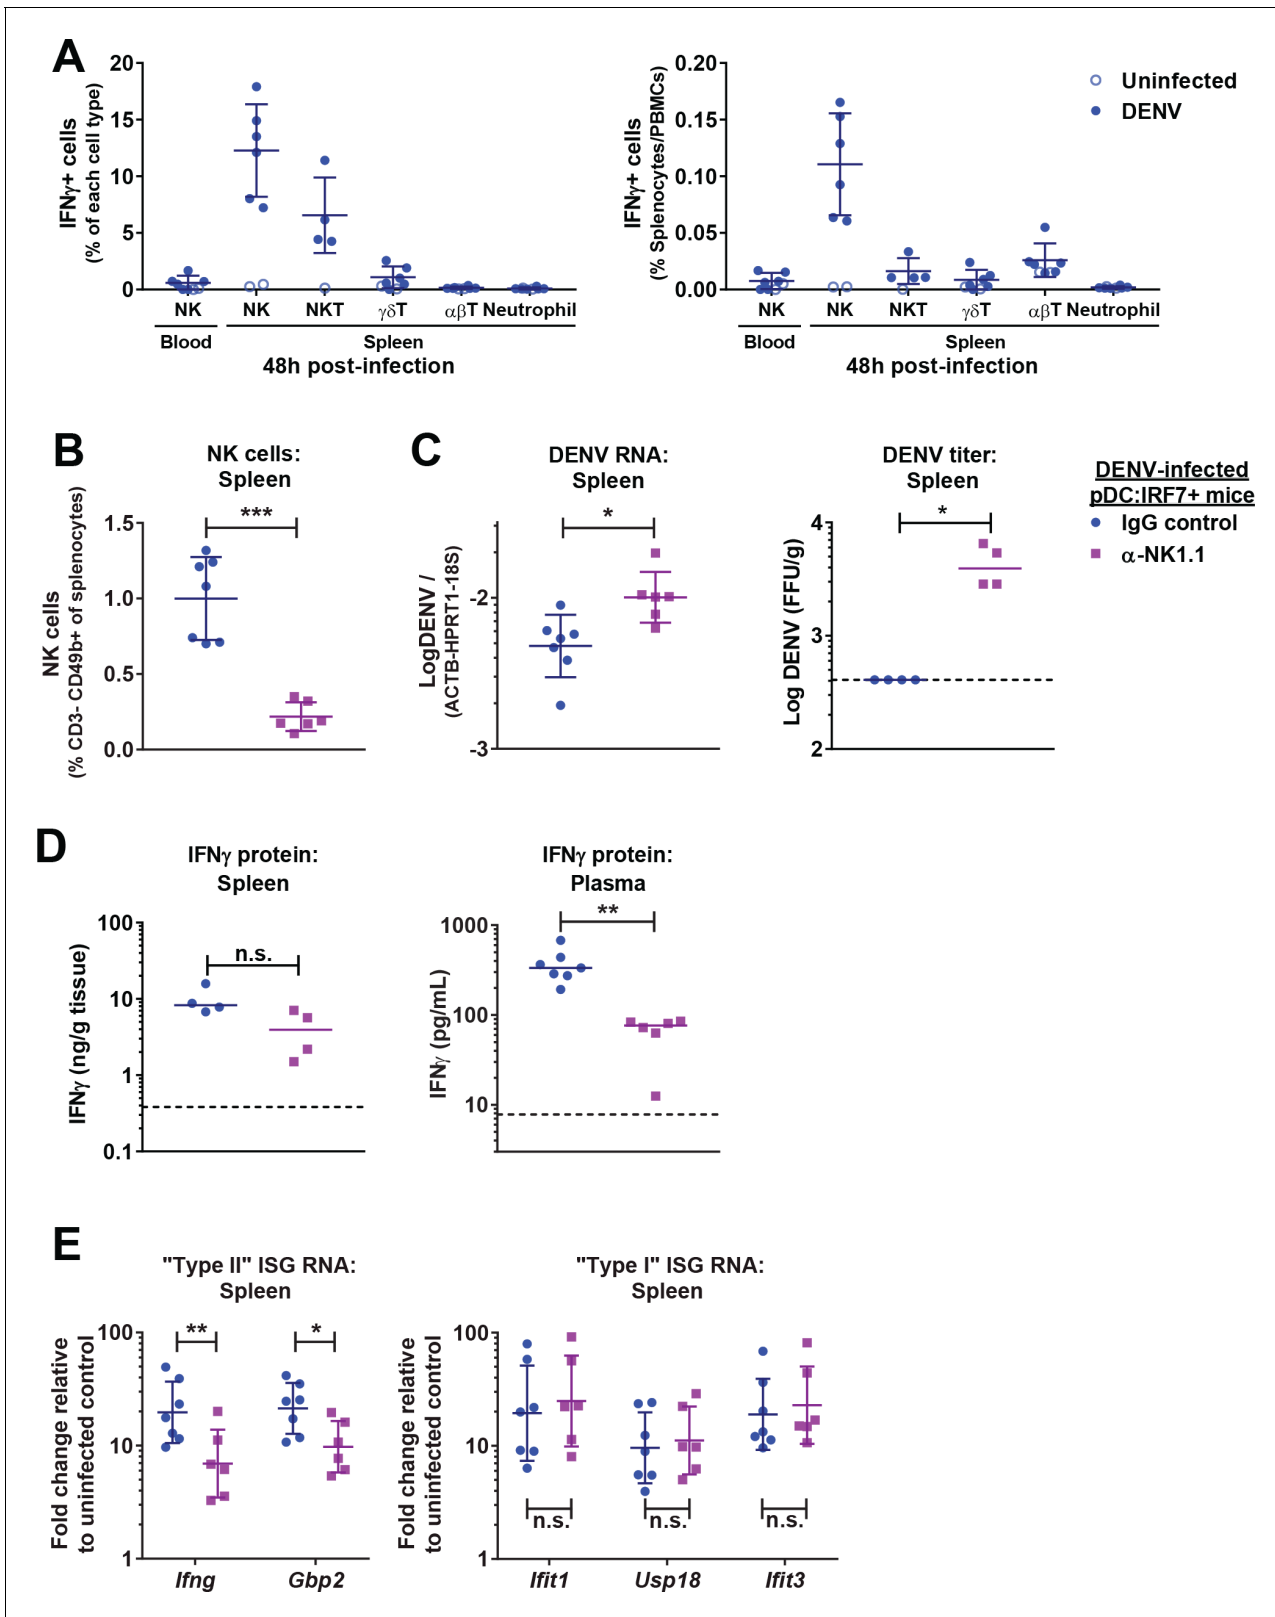 A
20
15
10
5
0
IFNγ+ cells
(% of each cell type)
NK NK NKT γδT αβT Neutrophil
Blood Spleen
48h post-infection
0.20
0.15
0.10
0.05
0.00
IFNγ+ cells
(% Splenocytes/PBMCs)
NK NK NKT γδT αβT Neutrophil
Blood Spleen
48h post-infection
Uninfected
DENV
B
NK cells:
Spleen
***
1.5
1.0
0.5
0.0
NK cells
(% CD3- CD49b+ of splenocytes)
C
DENV RNA:
Spleen
*
-2
-3
LogDENV /
(ACTB-HPRT1-18S)
DENV titer:
Spleen
*
4
3
2
Log DENV (FFU/g)
DENV-infected
pDC:IRF7+ mice
IgG control
α-NK1.1
D
IFNγ protein:
Spleen
n.s.
100
10
1
0.1
IFNγ (ng/g tissue)
IFNγ protein:
Plasma
**
1000
100
10
IFNγ (pg/mL)
E
"Type II" ISG RNA:
Spleen
** *
100
10
1
Fold change relative
to uninfected control
Ifng Gbp2
"Type I" ISG RNA:
Spleen
100
10
1
Fold change relative
to uninfected control
n.s. n.s. n.s.
Ifit1 Usp18 Ifit3